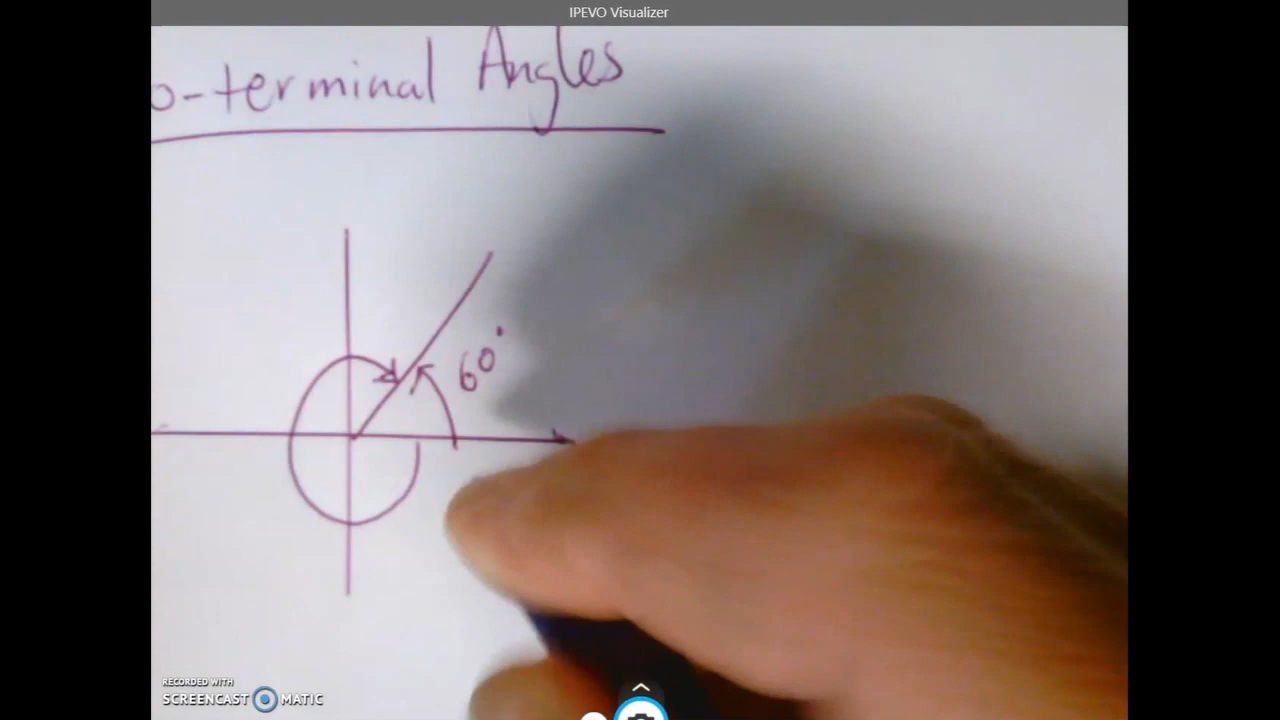 IPEVO Visualizer
o-terminal Angles
60°
RECORDED WITH
SCREENCAST MATIC